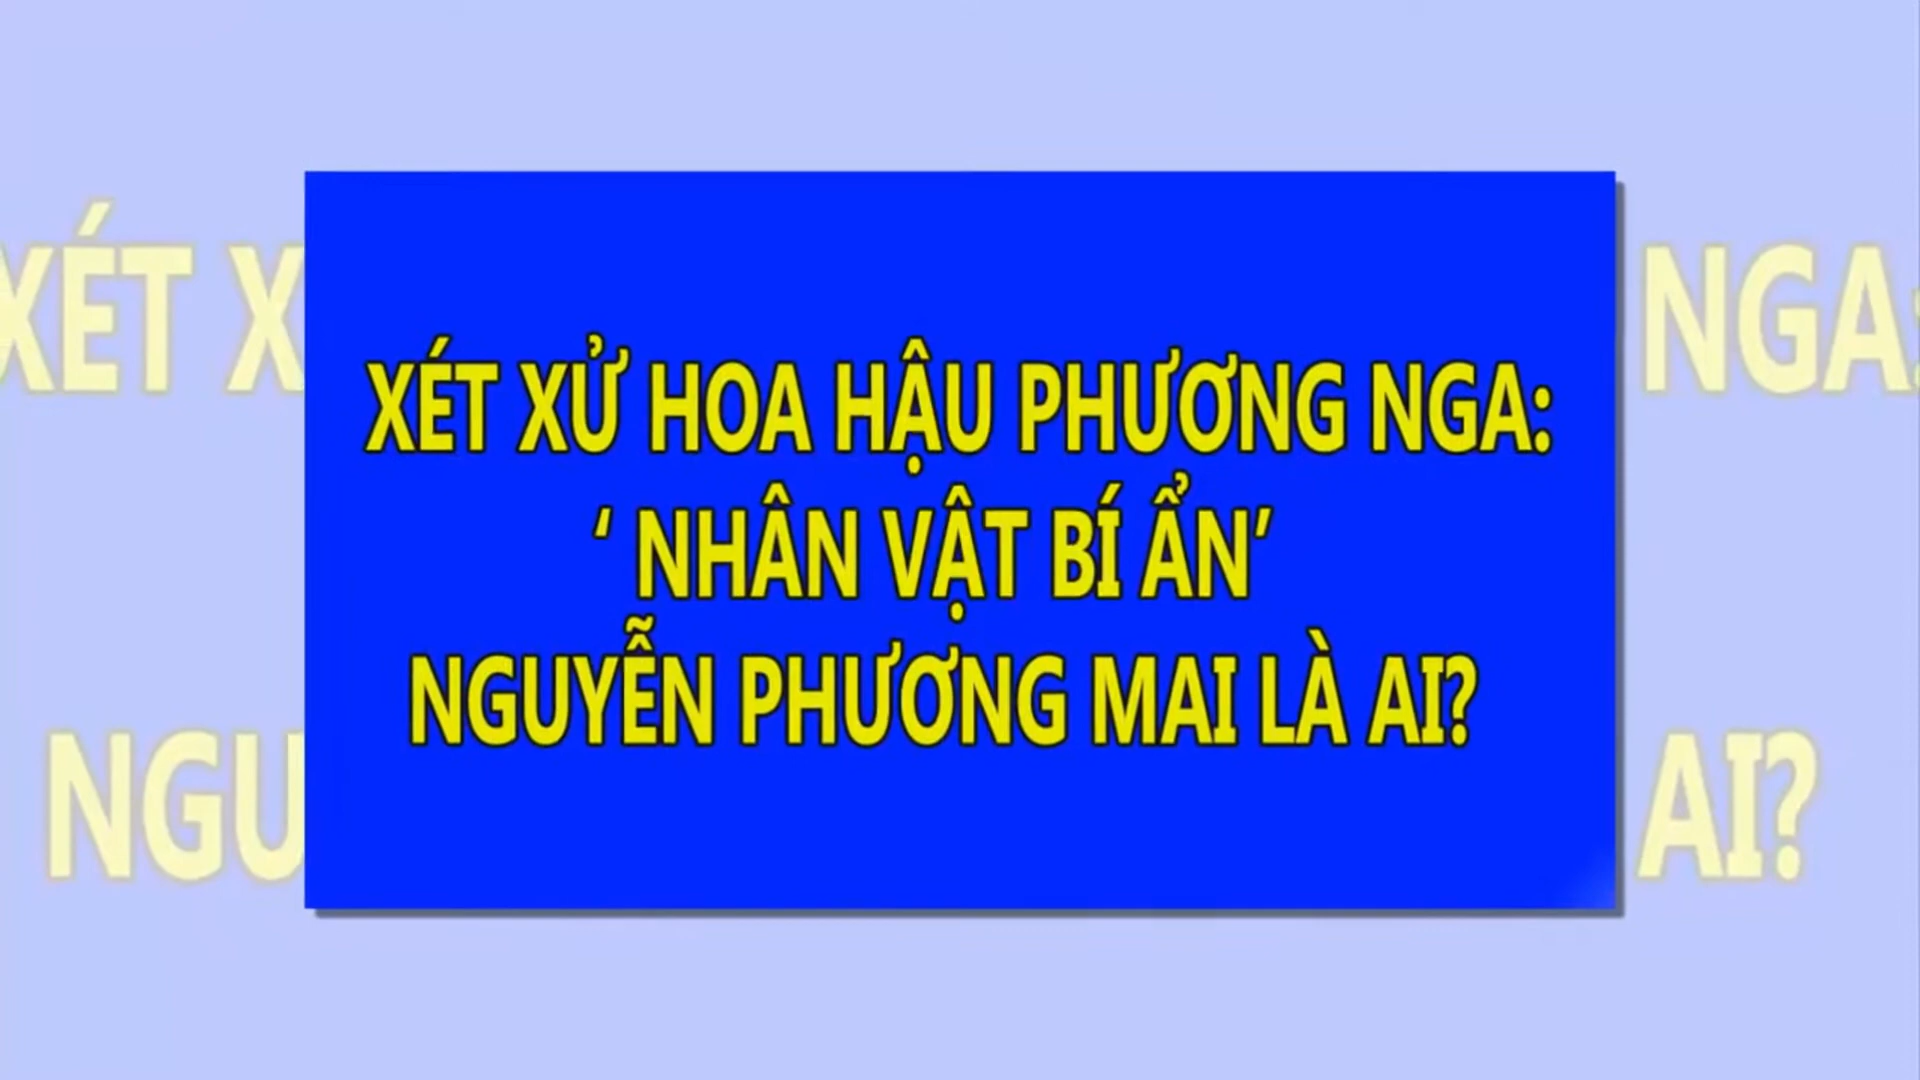 XÉT XỬ HOA HẬU PHƯƠNG NGA:
‘ NHÂN VẬT BÍ ẨN’
NGUYỄN PHƯƠNG MAI LÀ AI?